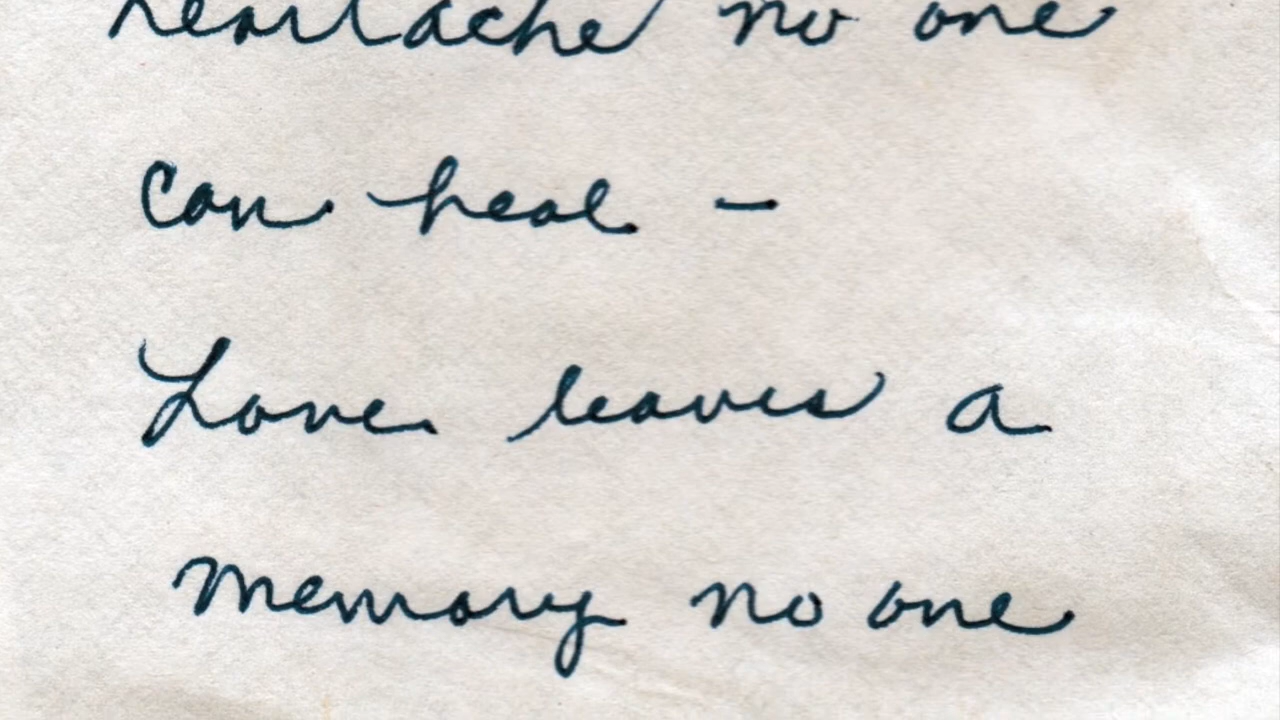 heartache no one
can heal -
Love leaves a
memory no one